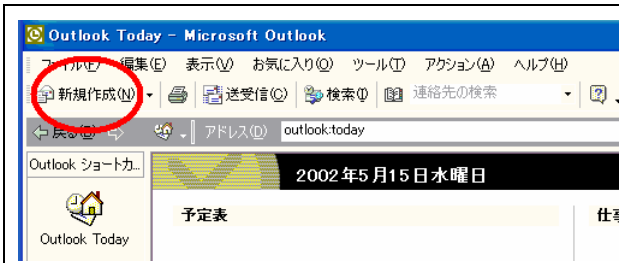 Outlook Today - Microsoft Outlook
ファイル(F) 編集(E) 表示(V) お気に入り(O) ツール(T) アクション(A) ヘルプ(H)
新規作成(N) 送受信(C) 検索(I) 連絡先の検索
戻る(B) アドレス(D) outlook:today
Outlook ショートカ...
2002年5月15日水曜日
予定表
Outlook Today